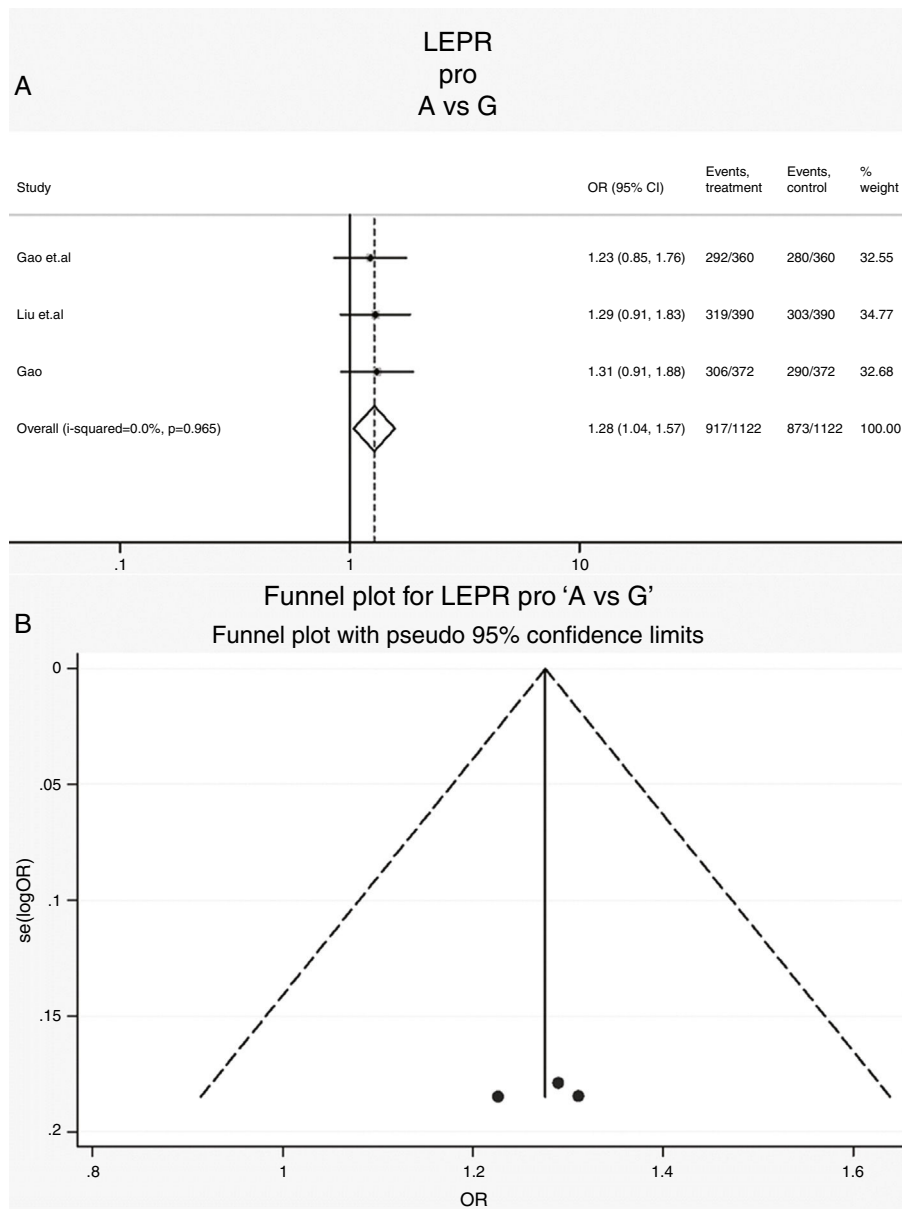 A
LEPR
pro
A vs G
Study
OR (95% CI)
Events, treatment
Events, control
% weight
Gao et.al 1.23 (0.85, 1.76) 292/360 280/360 32.55
Liu et.al 1.29 (0.91, 1.83) 319/390 303/390 34.77
Gao 1.31 (0.91, 1.88) 306/372 290/372 32.68
Overall (i-squared=0.0%, p=0.965) 1.28 (1.04, 1.57) 917/1122 873/1122 100.00
.1 1 10
B
Funnel plot for LEPR pro ‘A vs G’
Funnel plot with pseudo 95% confidence limits
se(logOR)
0
.05
.1
.15
.2
.8 1 1.2 1.4 1.6
OR